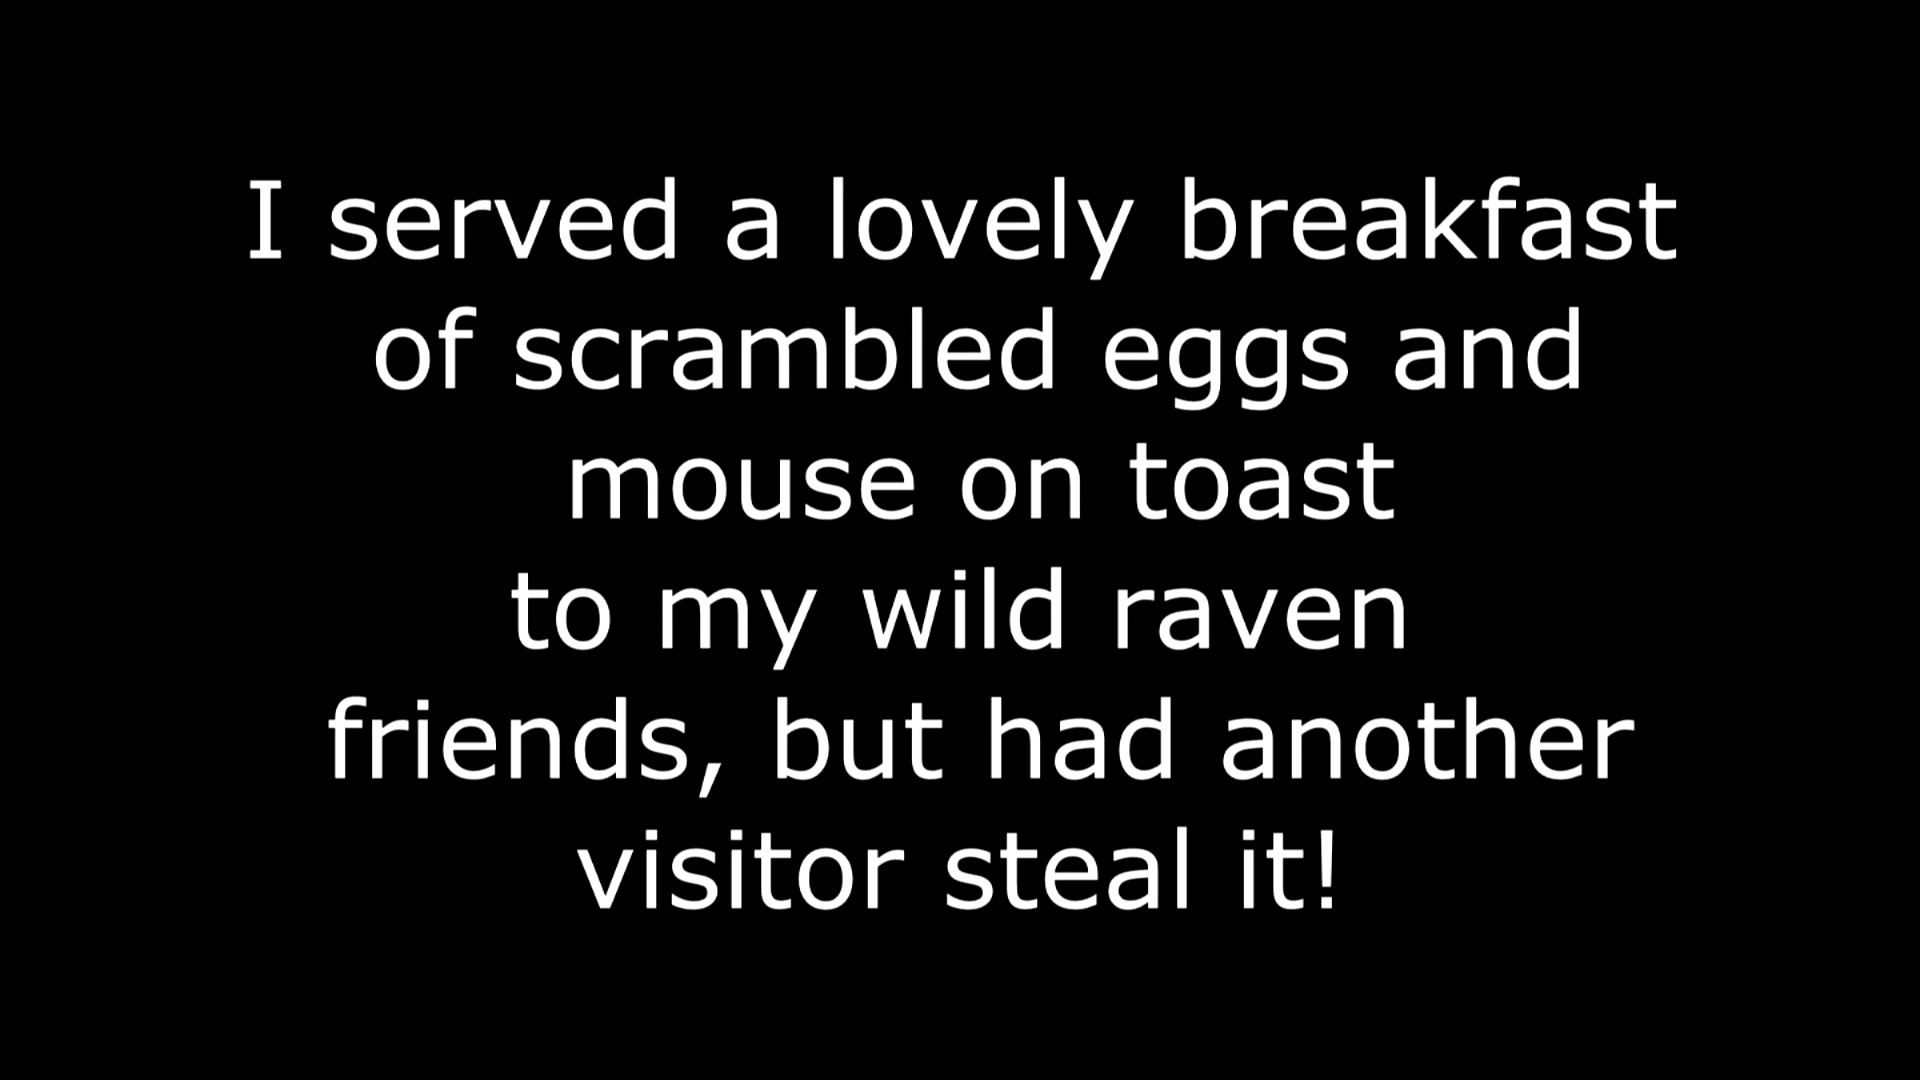 I served a lovely breakfast
of scrambled eggs and
mouse on toast
to my wild raven
friends, but had another
visitor steal it!